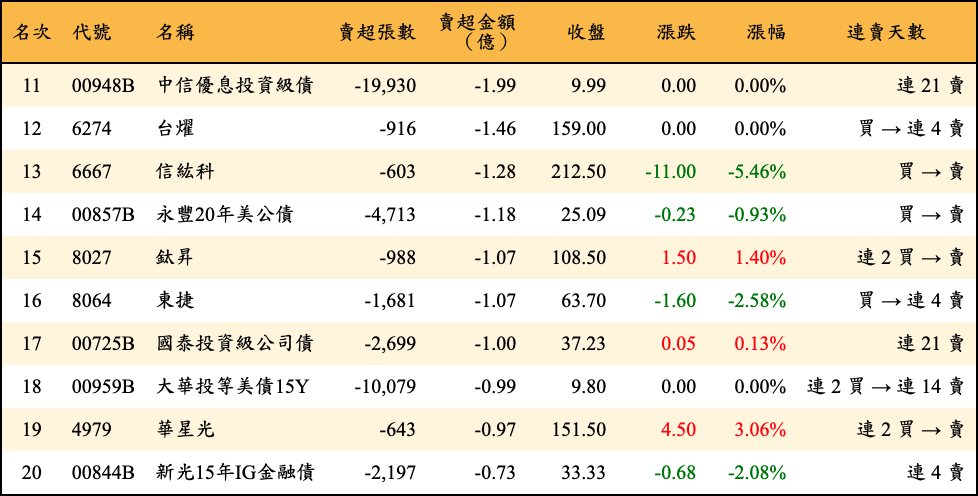 名次 代號 名稱 賣超張數 賣超金額（億） 收盤 漲跌 漲幅 連賣天數
11 00948B 中信優息投資級債 -19,930 -1.99 9.99 0.00 0.00% 連 21 賣
12 6274 台燿 -916 -1.46 159.00 0.00 0.00% 買 → 連 4 賣
13 6667 信紘科 -603 -1.28 212.50 -11.00 -5.46% 買 → 賣
14 00857B 永豐20年美公債 -4,713 -1.18 25.09 -0.23 -0.93% 買 → 賣
15 8027 鈦昇 -988 -1.07 108.50 1.50 1.40% 連 2 買 → 賣
16 8064 東捷 -1,681 -1.07 63.70 -1.60 -2.58% 買 → 連 4 賣
17 00725B 國泰投資級公司債 -2,699 -1.00 37.23 0.05 0.13% 連 21 賣
18 00959B 大華投等美債15Y -10,079 -0.99 9.80 0.00 0.00% 連 2 買 → 連 14 賣
19 4979 華星光 -643 -0.97 151.50 4.50 3.06% 連 2 買 → 賣
20 00844B 新光15年IG金融債 -2,197 -0.73 33.33 -0.68 -2.08% 連 4 賣